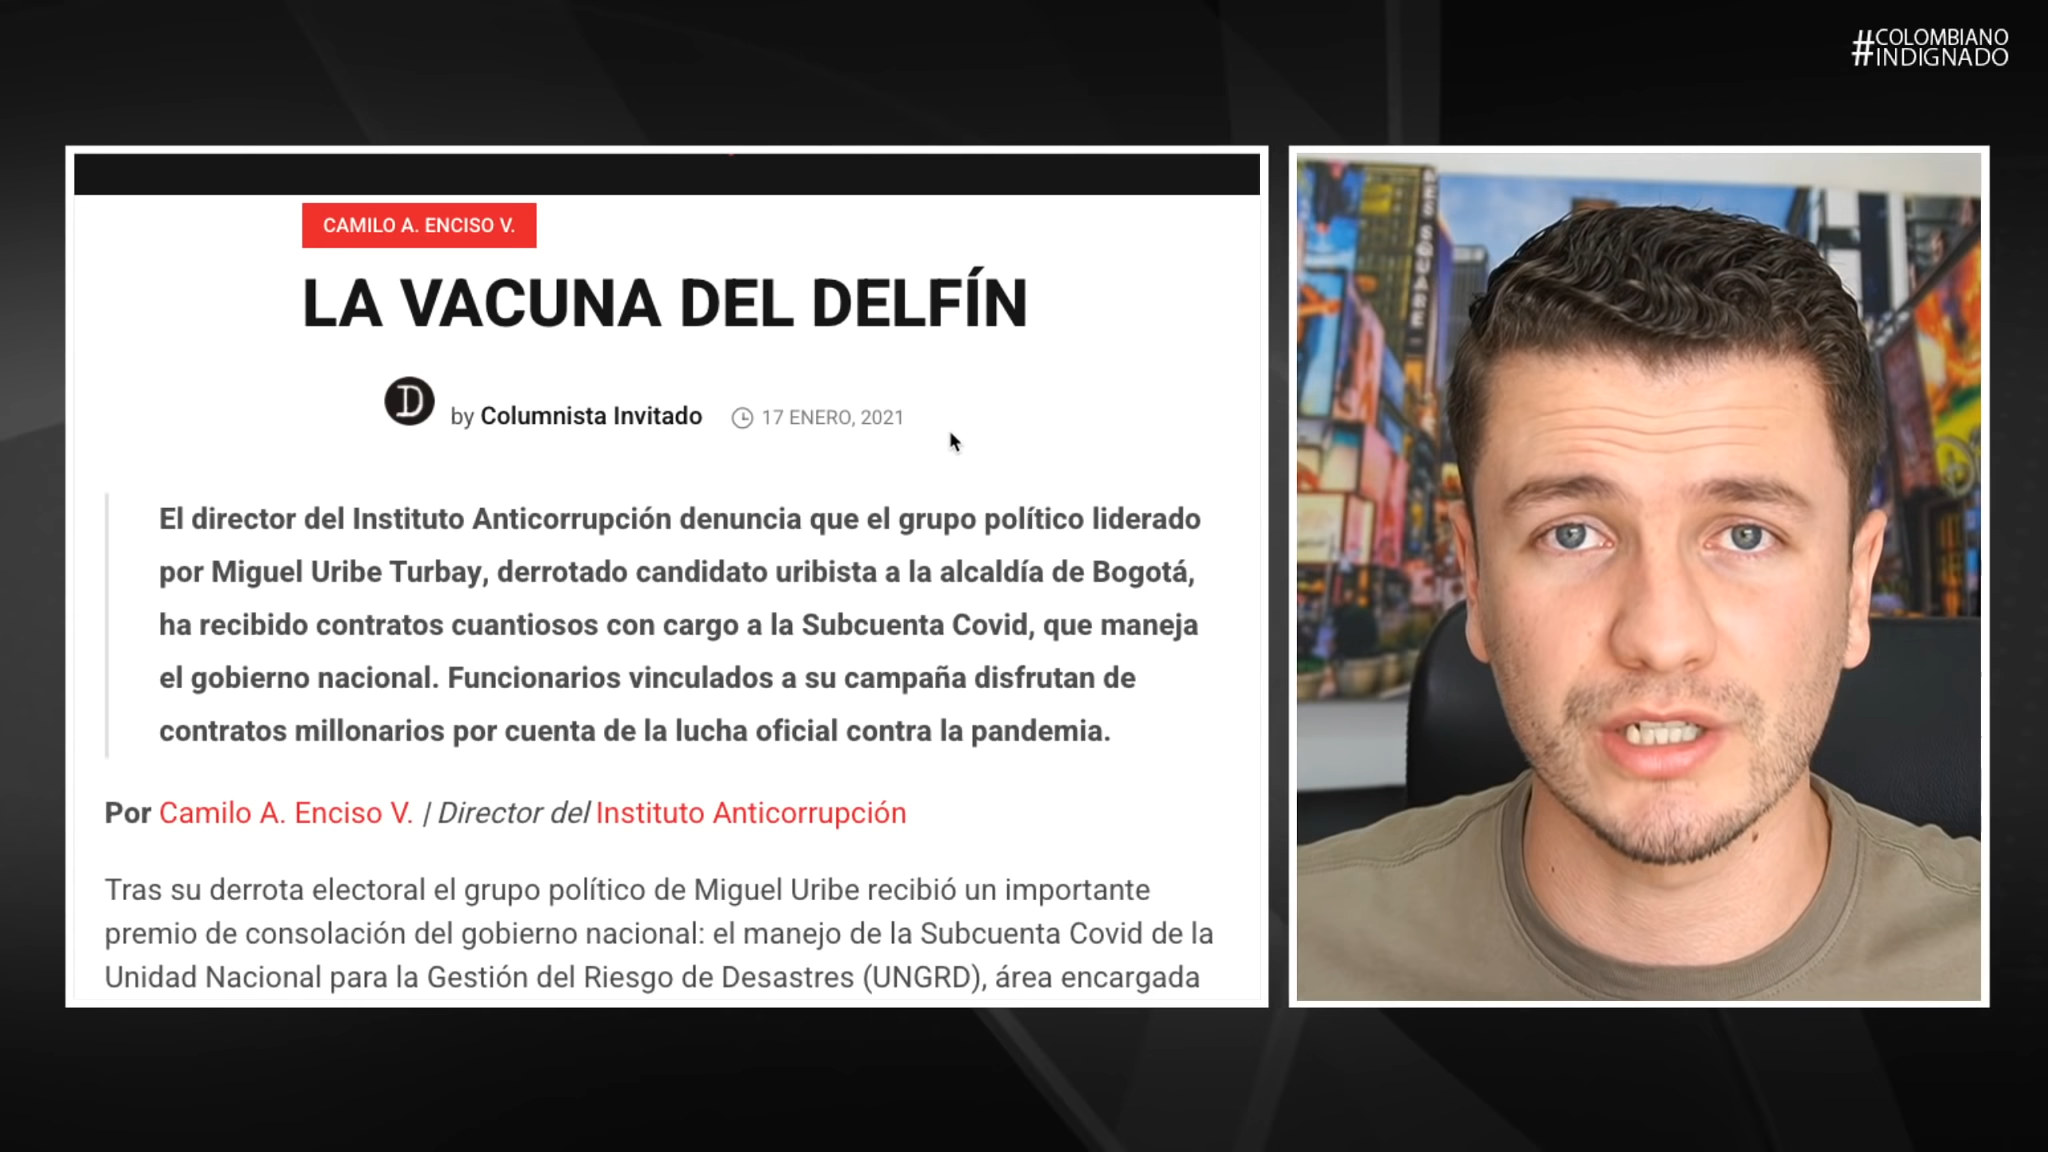 #COLOMBIANO
INDIGNADO
CAMILO A. ENCISO V.
LA VACUNA DEL DELFÍN
D by Columnista Invitado 17 ENERO, 2021
El director del Instituto Anticorrupción denuncia que el grupo político liderado
por Miguel Uribe Turbay, derrotado candidato uribista a la alcaldía de Bogotá,
ha recibido contratos cuantiosos con cargo a la Subcuenta Covid, que maneja
el gobierno nacional. Funcionarios vinculados a su campaña disfrutan de
contratos millonarios por cuenta de la lucha oficial contra la pandemia.
Por Camilo A. Enciso V. | Director del Instituto Anticorrupción
Tras su derrota electoral el grupo político de Miguel Uribe recibió un importante
premio de consolación del gobierno nacional: el manejo de la Subcuenta Covid de la
Unidad Nacional para la Gestión del Riesgo de Desastres (UNGRD), área encargada